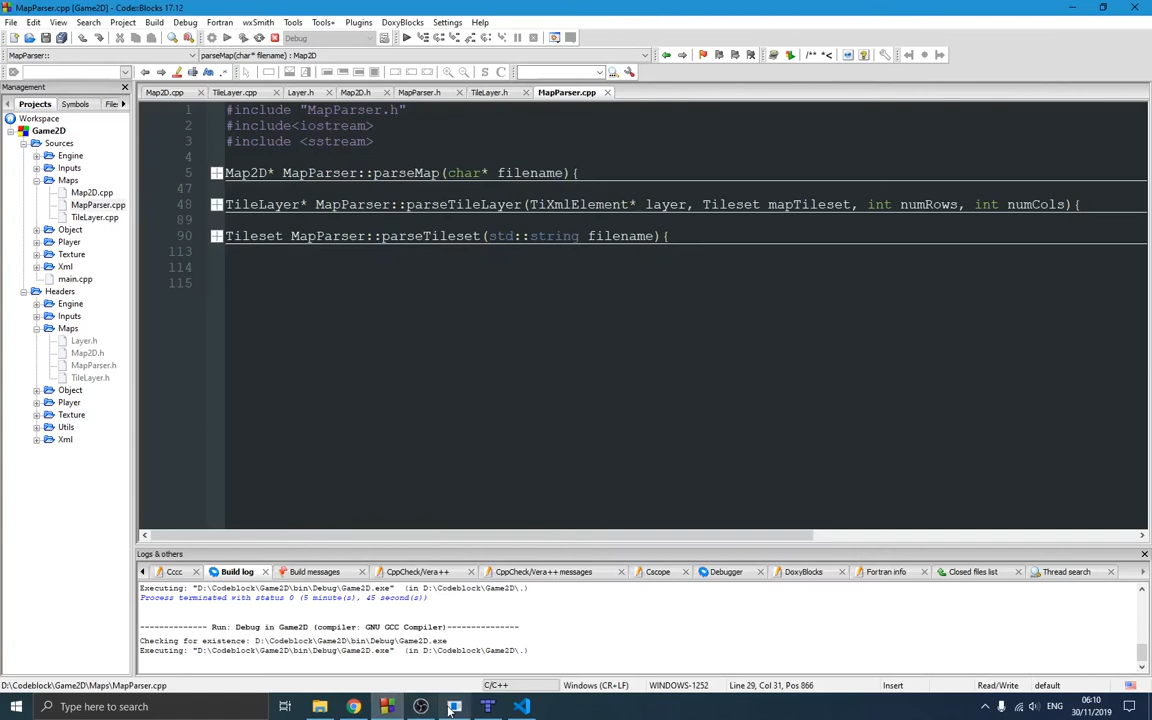 MapParser.cpp [Game2D] - Code::Blocks 17.12
File Edit View Search Project Build Debug Fortran wxSmith Tools Tools+ Plugins DoxyBlocks Settings Help
Debug
/** *<
MapParser:: parseMap(char* filename) : Map2D*
S C
Management
Projects Symbols Files
Map2D.cpp TileLayer.cpp Layer.h Map2D.h MapParser.h TileLayer.h MapParser.cpp
Workspace
Game2D
Sources
Engine
Inputs
Maps
Map2D.cpp
MapParser.cpp
TileLayer.cpp
Object
Player
Texture
Xml
main.cpp
Headers
Engine
Inputs
Maps
Layer.h
Map2D.h
MapParser.h
TileLayer.h
Object
Player
Texture
Utils
Xml
1 #include "MapParser.h"
2 #include<iostream>
3 #include <sstream>
4
5 Map2D* MapParser::parseMap(char* filename){
47
48 TileLayer* MapParser::parseTileLayer(TiXmlElement* layer, Tileset mapTileset, int numRows, int numCols){
89
90 Tileset MapParser::parseTileset(std::string filename){
113
114
115
Logs & others
Cccc Build log Build messages CppCheck/Vera++ CppCheck/Vera++ messages Cscope Debugger DoxyBlocks Fortran info Closed files list Thread search
Executing: "D:\Codeblock\Game2D\bin\Debug\Game2D.exe" (in D:\Codeblock\Game2D\.)
Process terminated with status 0 (5 minute(s), 45 second(s))
-------------- Run: Debug in Game2D (compiler: GNU GCC Compiler)---------------
Checking for existence: D:\Codeblock\Game2D\bin\Debug\Game2D.exe
Executing: "D:\Codeblock\Game2D\bin\Debug\Game2D.exe" (in D:\Codeblock\Game2D\.)
D:\Codeblock\Game2D\Maps\MapParser.cpp C/C++ Windows (CR+LF) WINDOWS-1252 Line 29, Col 31, Pos 866 Insert Read/Write default
Type here to search
ENG
06:10
30/11/2019